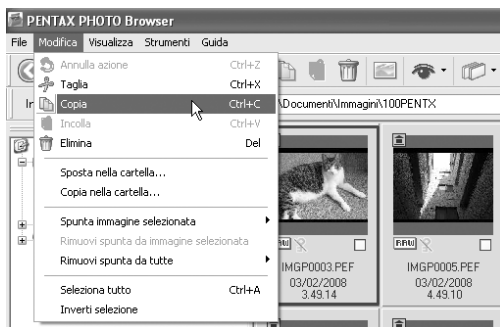 PENTAX PHOTO Browser
File Modifica Visualizza Strumenti Guida
Annulla azione Ctrl+Z
Taglia Ctrl+X
Copia Ctrl+C
Incolla Ctrl+V
Elimina Del
Sposta nella cartella...
Copia nella cartella...
Spunta immagine selezionata
Rimuovi spunta da immagine selezionata
Rimuovi spunta da tutte
Seleziona tutto Ctrl+A
Inverti selezione
\Documenti\Immagini\100PENTX
RAW
IMGP0003.PEF
03/02/2008
3.49.14
RAW
IMGP0005.PEF
03/02/2008
4.49.10